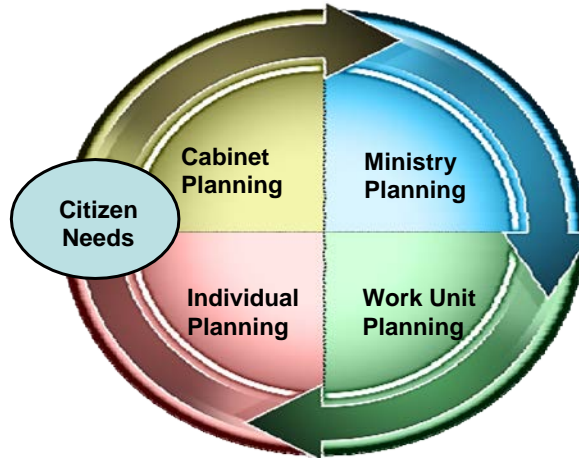 Cabinet
Planning
Ministry
Planning
Citizen
Needs
Individual
Planning
Work Unit
Planning